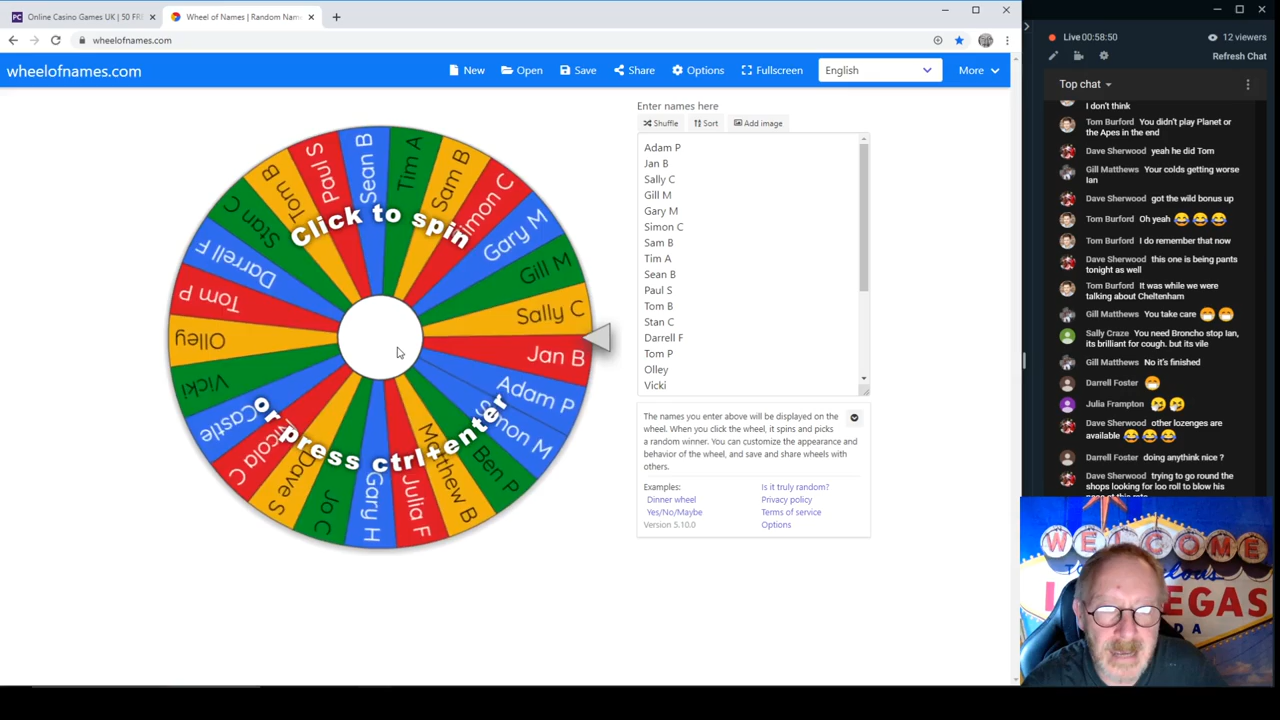 Online Casino Games UK | 50 FR
Wheel of Names | Random Nam
wheelofnames.com
wheelofnames.com
New
Open
Save
Share
Options
Fullscreen
English
More
Click to spin
or press ctrl+enter
Sean B
Tim A
Sam B
Simon C
Gary M
Gill M
Sally C
Jan B
Adam P
Simon M
Ben P
Matthew B
Julia F
Gary H
Jo C
Dave S
Nicola C
Castle
Vicki
Olley
Tom P
Darrell F
Stan C
Tom B
Paul S
Enter names here
Shuffle
Sort
Add image
Adam P
Jan B
Sally C
Gill M
Gary M
Simon C
Sam B
Tim A
Sean B
Paul S
Tom B
Stan C
Darrell F
Tom P
Olley
Vicki
The names you enter above will be displayed on the
wheel. When you click the wheel, it spins and picks
a random winner. You can customize the appearance and
behavior of the wheel, and save and share wheels with
others.
Examples:
Is it truly random?
Dinner wheel
Privacy policy
Yes/No/Maybe
Terms of service
Version 5.10.0
Options
Live 00:58:50
12 viewers
Refresh Chat
Top chat
I don't think
Tom Burford You didn't play Planet or
the Apes in the end
Dave Sherwood yeah he did Tom
Gill Matthews Your colds getting worse
Ian
Dave Sherwood got the wild bonus up
Tom Burford Oh yeah 😂😂😂
Tom Burford I do remember that now
Dave Sherwood this one is being pants
tonight as well
Tom Burford It was while we were
talking about Cheltenham
Gill Matthews You take care 😷😷
Sally Craze You need Broncho stop Ian,
its brilliant for cough. but its vile
Gill Matthews No it's finished
Darrell Foster 😷
Julia Frampton 🤧🤧
Dave Sherwood other lozenges are
available 😂😂😂
Darrell Foster doing anythink nice ?
Dave Sherwood trying to go round the
shops looking for loo roll to blow his
WELCOME
VEGAS